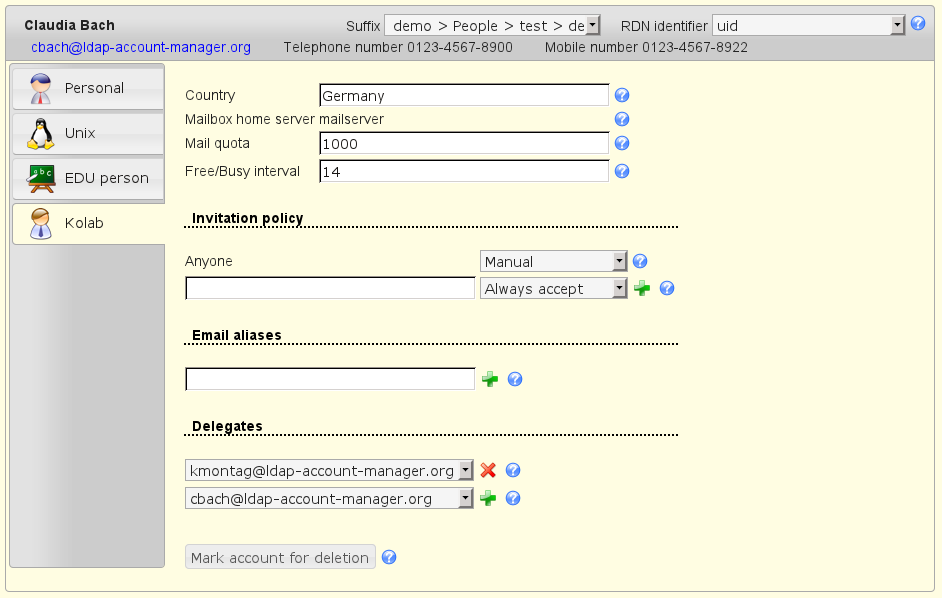 Claudia Bach Suffix demo > People > test > de RDN identifier uid
cbach@ldap-account-manager.org Telephone number 0123-4567-8900 Mobile number 0123-4567-8922
Personal
Unix
abc
EDU person
Kolab
Country Germany
Mailbox home server mailserver
Mail quota 1000
Free/Busy interval 14
Invitation policy
Anyone Manual
Always accept
Email aliases
Delegates
kmontag@ldap-account-manager.org
cbach@ldap-account-manager.org
Mark account for deletion